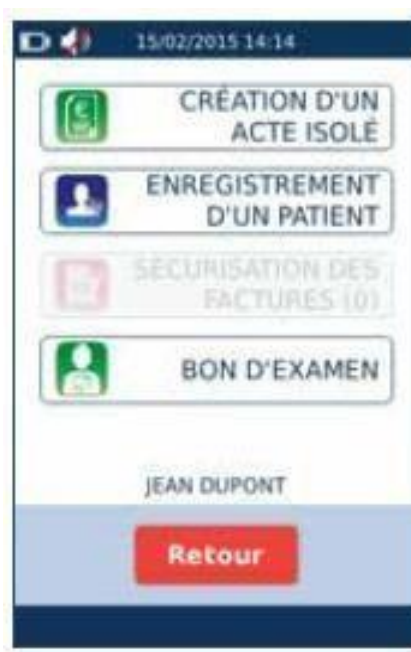 15/02/2015 14:14
CRÉATION D'UN
ACTE ISOLÉ
ENREGISTREMENT
D'UN PATIENT
SÉCURISATION DES
FACTURES (0)
BON D'EXAMEN
JEAN DUPONT
Retour